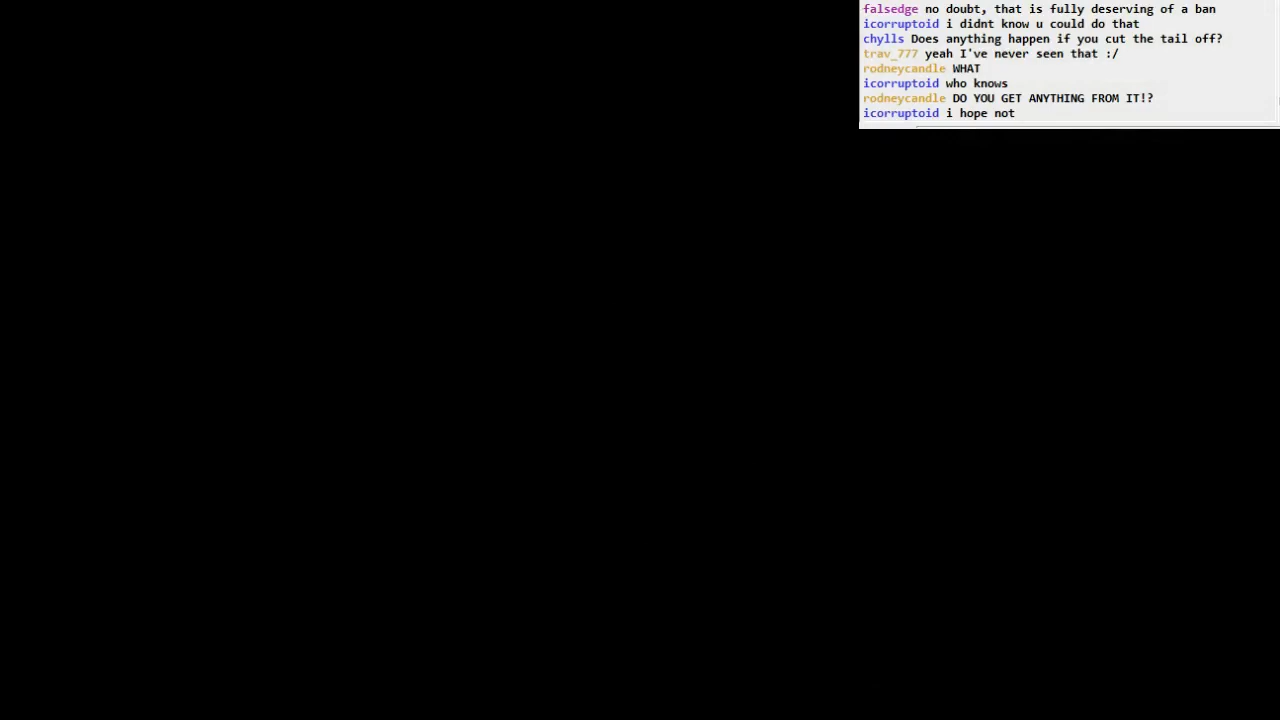 falsedge no doubt, that is fully deserving of a ban
icorruptoid i didnt know u could do that
chylls Does anything happen if you cut the tail off?
trav_777 yeah I've never seen that :/
rodneycandle WHAT
icorruptoid who knows
rodneycandle DO YOU GET ANYTHING FROM IT!?
icorruptoid i hope not